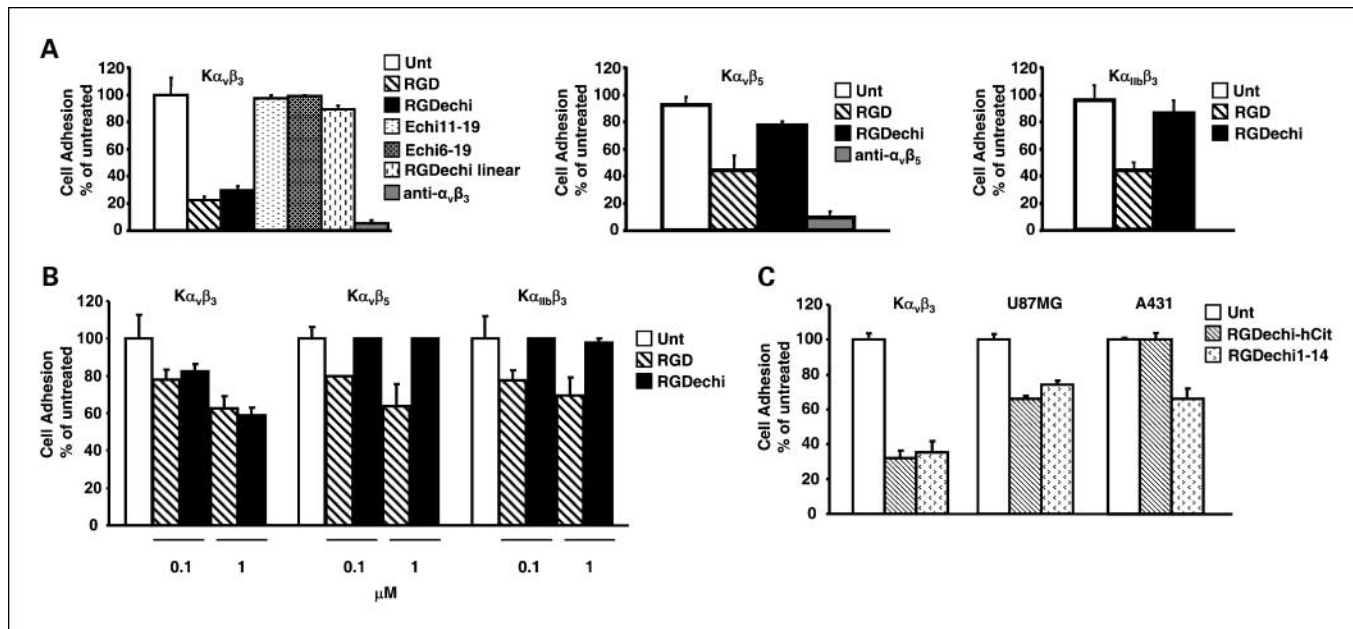 A
Kαvβ3
Cell Adhesion
% of untreated
120
100
80
60
40
20
0
Unt
RGD
RGDechi
Echi11-19
Echi6-19
RGDechi linear
anti-αvβ3
Kαvβ5
Cell Adhesion
% of untreated
120
100
80
60
40
20
0
Unt
RGD
RGDechi
anti-αvβ5
KαIIbβ3
Cell Adhesion
% of untreated
120
100
80
60
40
20
0
Unt
RGD
RGDechi
B
Kαvβ3 Kαvβ5 KαIIbβ3
Cell Adhesion
% of untreated
120
100
80
60
40
20
0
Unt
RGD
RGDechi
0.1 1 0.1 1 0.1 1
μM
C
Kαvβ3 U87MG A431
Cell Adhesion
% of untreated
120
100
80
60
40
20
0
Unt
RGDechi-hCit
RGDechi1-14